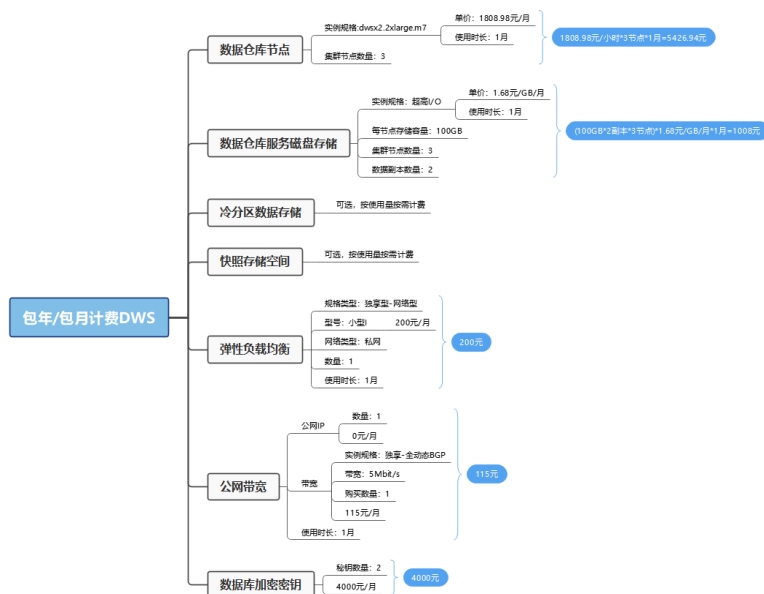 包年/包月计费DWS
数据仓库节点
实例规格:dwsx2.2xlarge.m7
单价：1808.98元/月
使用时长：1月
集群节点数量：3
1808.98元/小时*3节点*1月=5426.94元
数据仓库服务磁盘存储
实例规格：超高I/O
单价：1.68元/GB/月
使用时长：1月
每节点存储容量：100GB
集群节点数量：3
数据副本数量：2
(100GB*2副本*3节点)*1.68元/GB/月*1月=1008元
冷分区数据存储
可选，按使用量按需计费
快照存储空间
可选，按使用量按需计费
弹性负载均衡
规格类型：独享型-网络型
型号：小型I 200元/月
网络类型：私网
数量：1
使用时长：1月
200元
公网带宽
公网IP
数量：1
0元/月
带宽
实例规格：独享-全动态BGP
带宽：5Mbit/s
购买数量：1
115元/月
使用时长：1月
115元
数据库加密密钥
秘钥数量：2
4000元/月
4000元